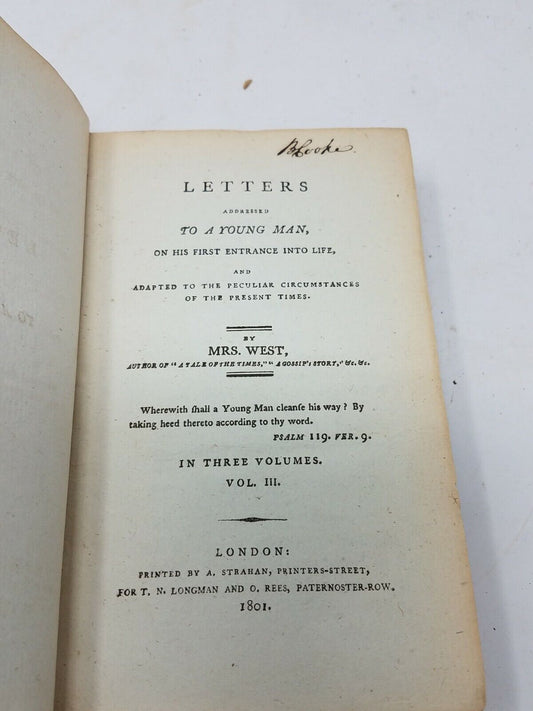 B Cooke
LETTERS
ADDRESSED
TO A YOUNG MAN,
ON HIS FIRST ENTRANCE INTO LIFE,
AND
ADAPTED TO THE PECULIAR CIRCUMSTANCES
OF THE PRESENT TIMES.
BY
MRS. WEST,
AUTHOR OF "A TALE OF THE TIMES," "A GOSSIP'S STORY," &c. &c.
Wherewith ſhall a Young Man cleanſe his way? By
taking heed thereto according to thy word.
PSALM 119. VER. 9.
IN THREE VOLUMES.
VOL. III.
LONDON:
PRINTED BY A. STRAHAN, PRINTERS-STREET,
FOR T. N. LONGMAN AND O. REES, PATERNOSTER-ROW.
1801.